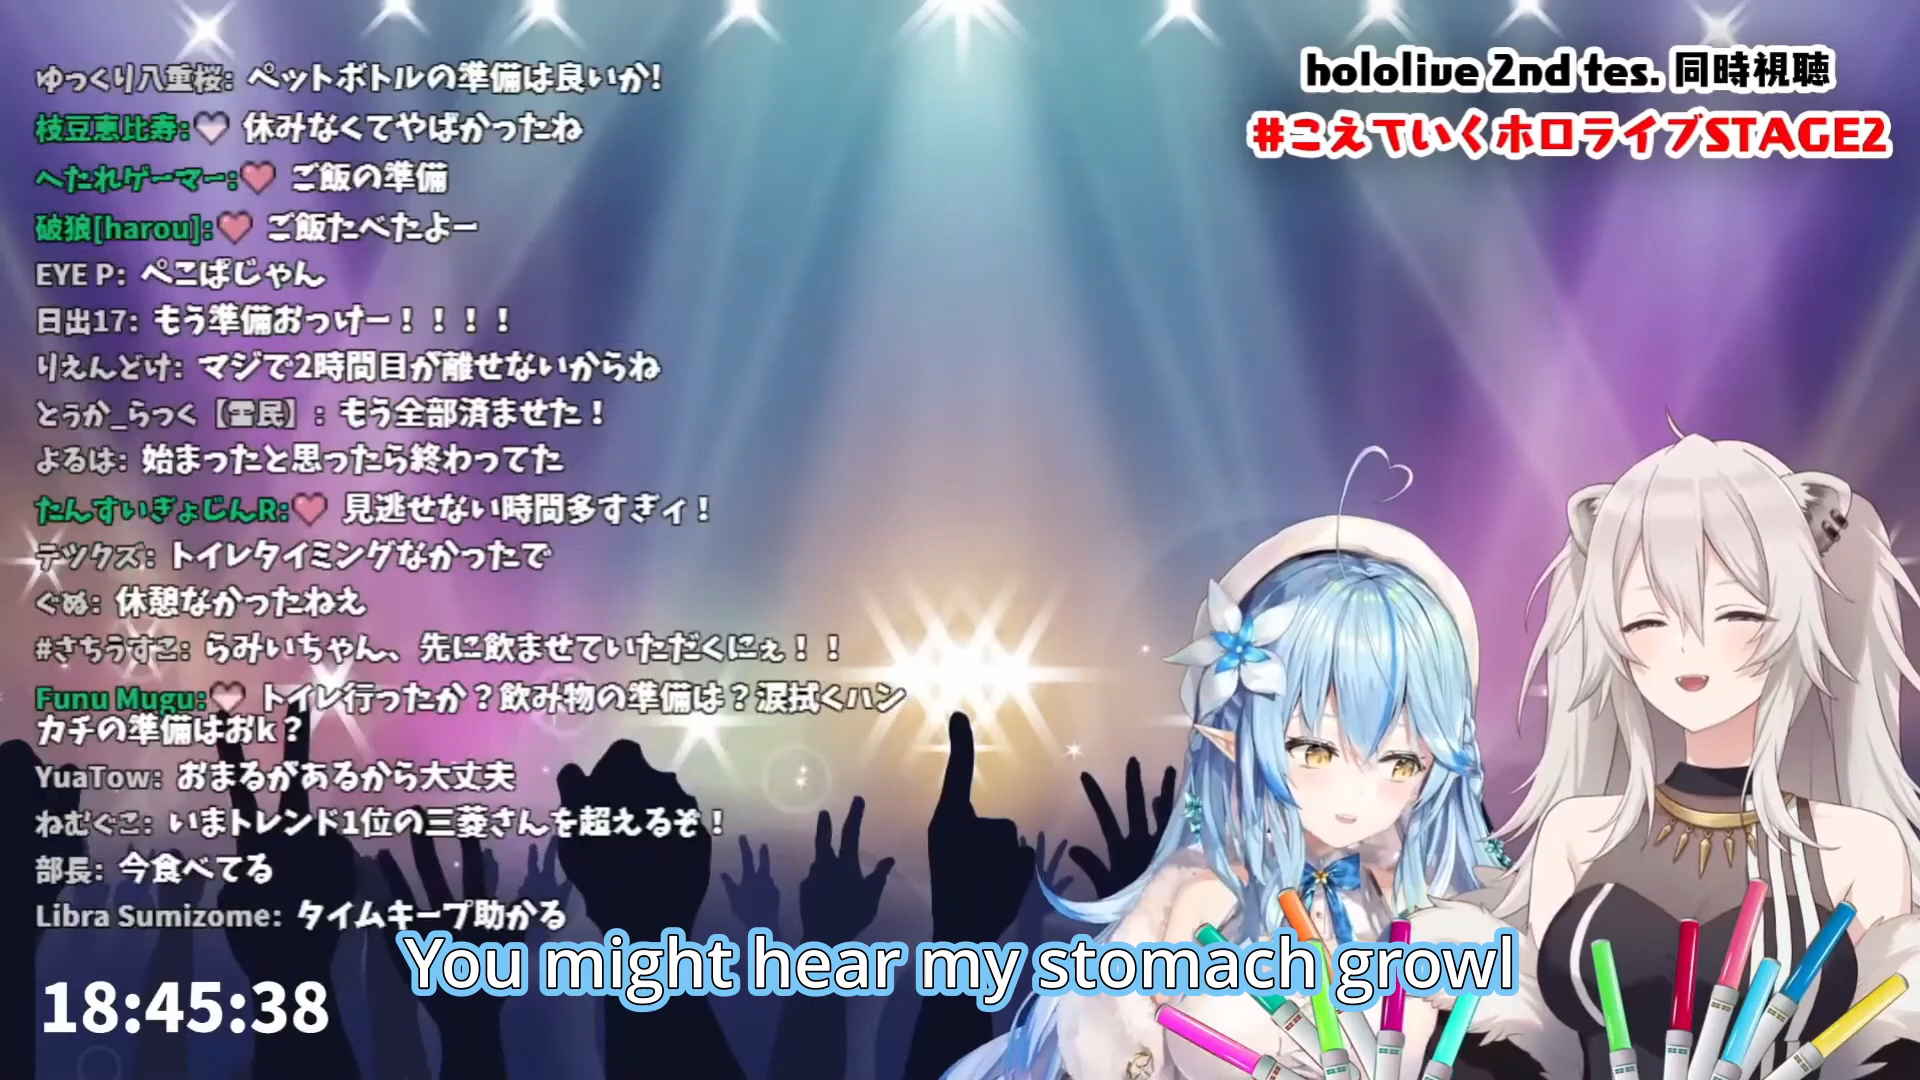 ゆっくり八重桜: ペットボトルの準備は良いか!
枝豆恵比寿: 休みなくてやばかったね
へたれゲーマー: ご飯の準備
破狼[harou]: ご飯たべたよー
EYE P: ぺこぱじゃん
日出17: もう準備おっけー！！！！
りえんどけ: マジで2時間目が離せないからね
とぅか_らっく【雪民】: もう全部済ませた！
よるは: 始まったと思ったら終わってた
たんすいぎょじんR: 見逃せない時間多すぎィ！
テツクズ: トイレタイミングなかったで
ぐぬ: 休憩なかったねえ
#さちうすこ: らみぃちゃん、先に飲ませていただくにぇ！！
Funu Mugu: トイレ行ったか？飲み物の準備は？涙拭くハン
カチの準備はおk？
YuaTow: おまるがあるから大丈夫
ねむぐこ: いまトレンド1位の三菱さんを超えるぞ！
部長: 今食べてる
Libra Sumizome: タイムキープ助かる
18:45:38
hololive 2nd fes. 同時視聴
#こえていくホロライブSTAGE2
You might hear my stomach growl